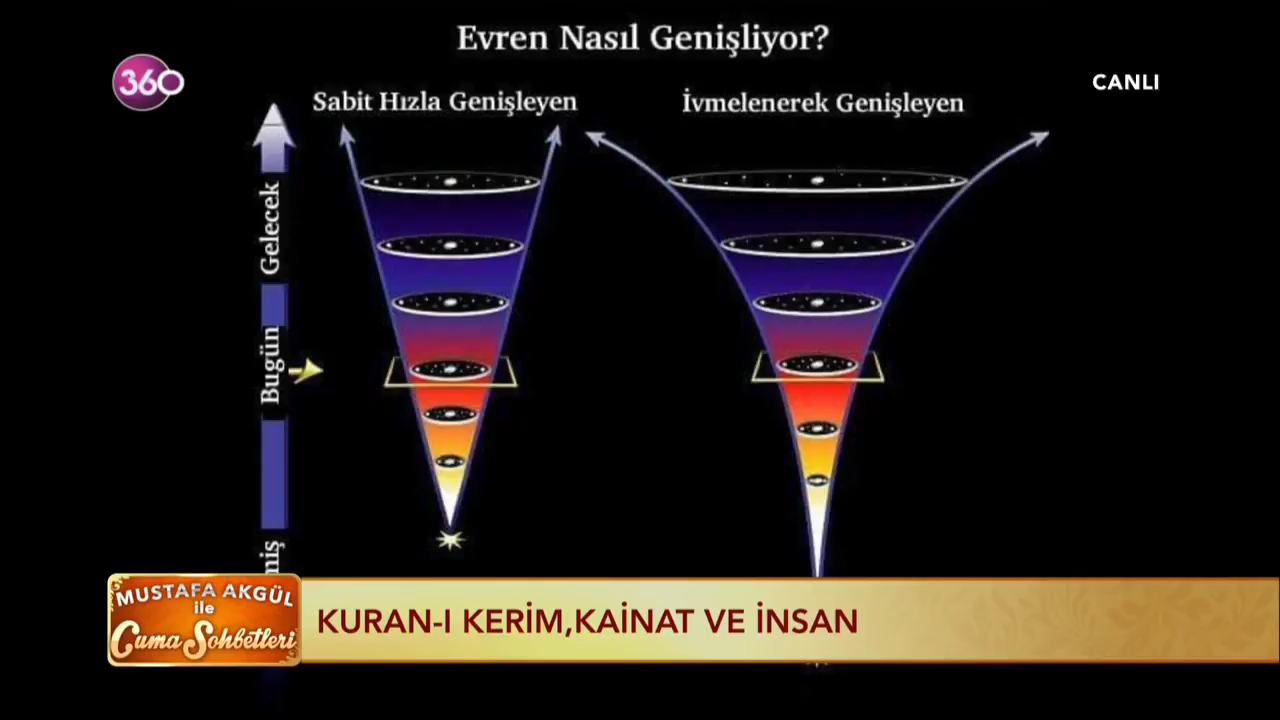 Evren Nasıl Genişliyor?
360
CANLI
Sabit Hızla Genişleyen
İvmelenerek Genişleyen
Gelecek
Bugün
MUSTAFA AKGÜL
ile
Cuma Sohbetleri
KURAN-I KERİM,KAİNAT VE İNSAN